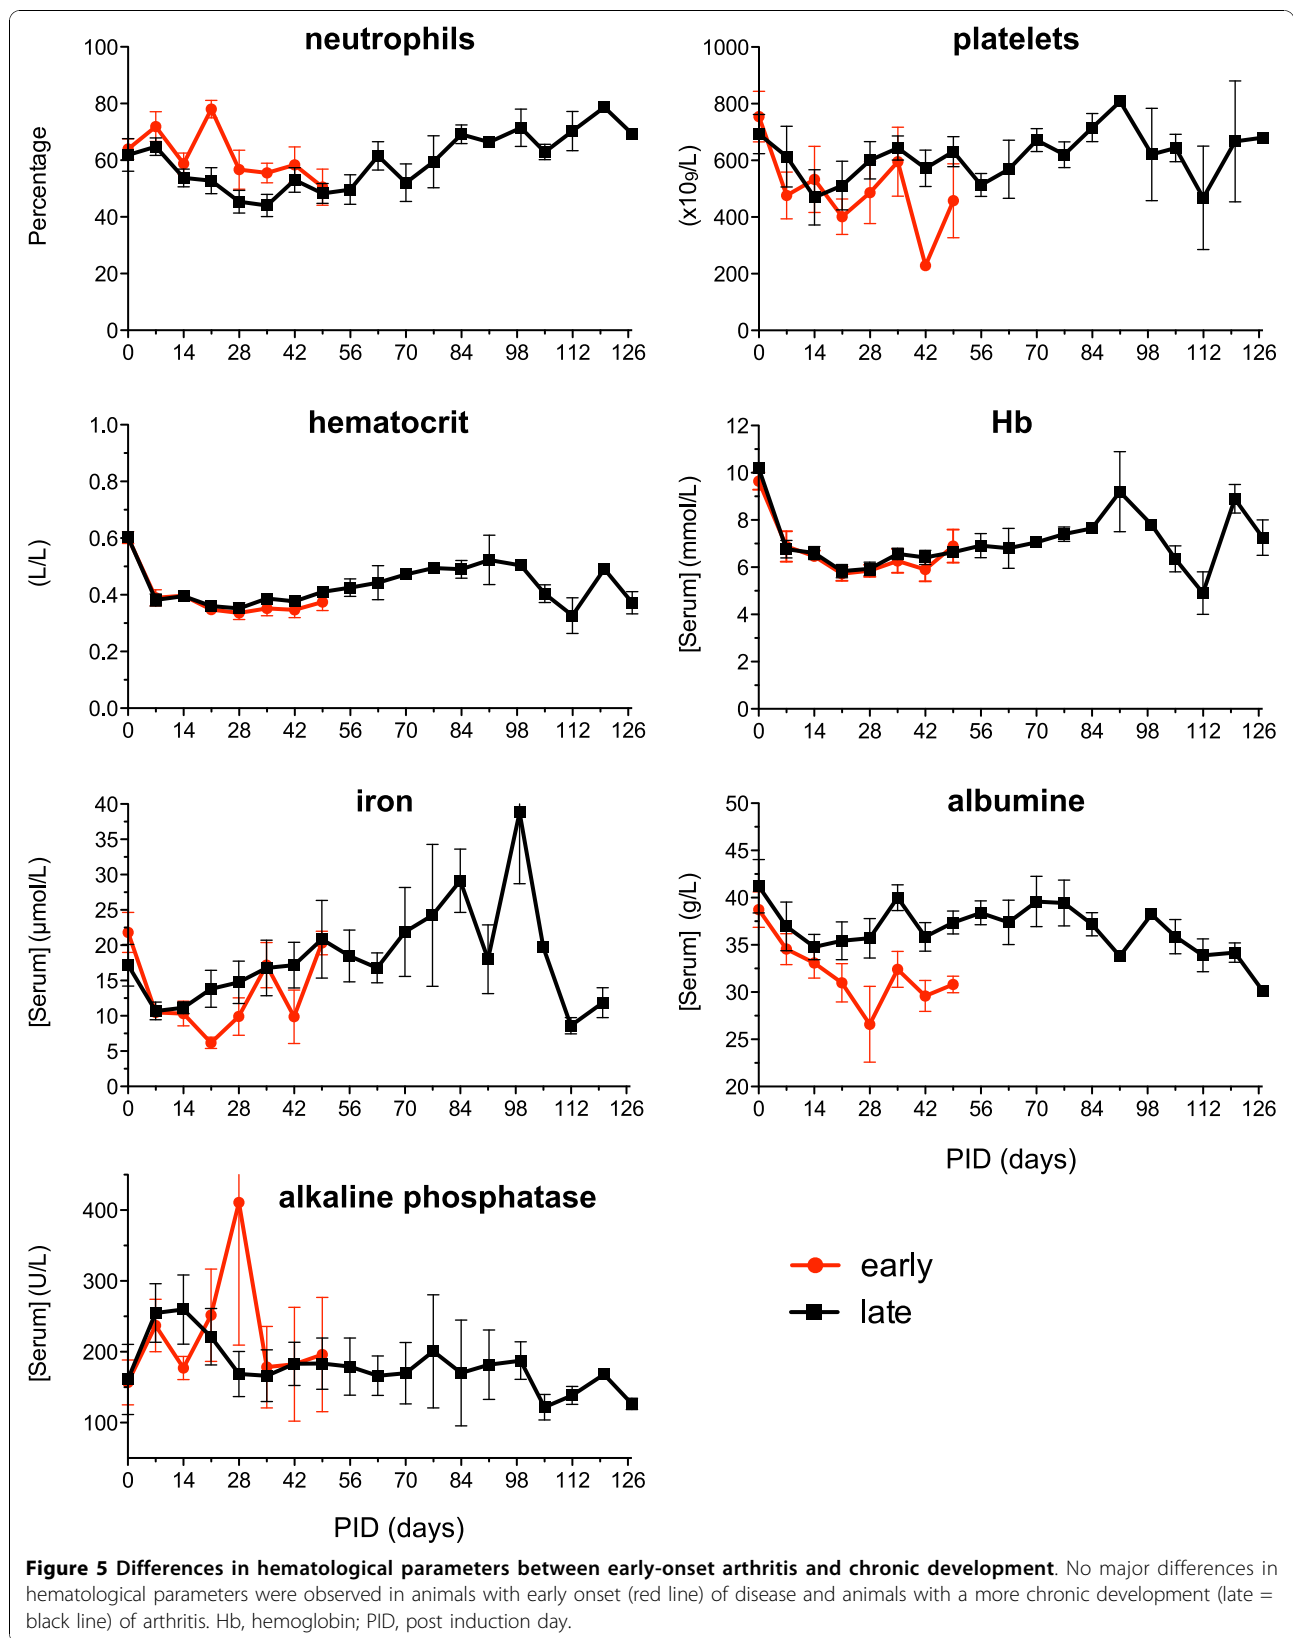 neutrophils
Percentage
100
80
60
40
20
0
0 14 28 42 56 70 84 98 112 126
platelets
(x10₉/L)
1000
800
600
400
200
0
0 14 28 42 56 70 84 98 112 126
hematocrit
(L/L)
1.0
0.8
0.6
0.4
0.2
0.0
0 14 28 42 56 70 84 98 112 126
Hb
[Serum] (mmol/L)
12
10
8
6
4
2
0
0 14 28 42 56 70 84 98 112 126
iron
[Serum] (µmol/L)
40
35
30
25
20
15
10
5
0
0 14 28 42 56 70 84 98 112 126
albumine
[Serum] (g/L)
50
45
40
35
30
25
20
0 14 28 42 56 70 84 98 112 126
PID (days)
alkaline phosphatase
[Serum] (U/L)
400
300
200
100
0 14 28 42 56 70 84 98 112 126
PID (days)
early
late
Figure 5 Differences in hematological parameters between early-onset arthritis and chronic development. No major differences in
hematological parameters were observed in animals with early onset (red line) of disease and animals with a more chronic development (late =
black line) of arthritis. Hb, hemoglobin; PID, post induction day.